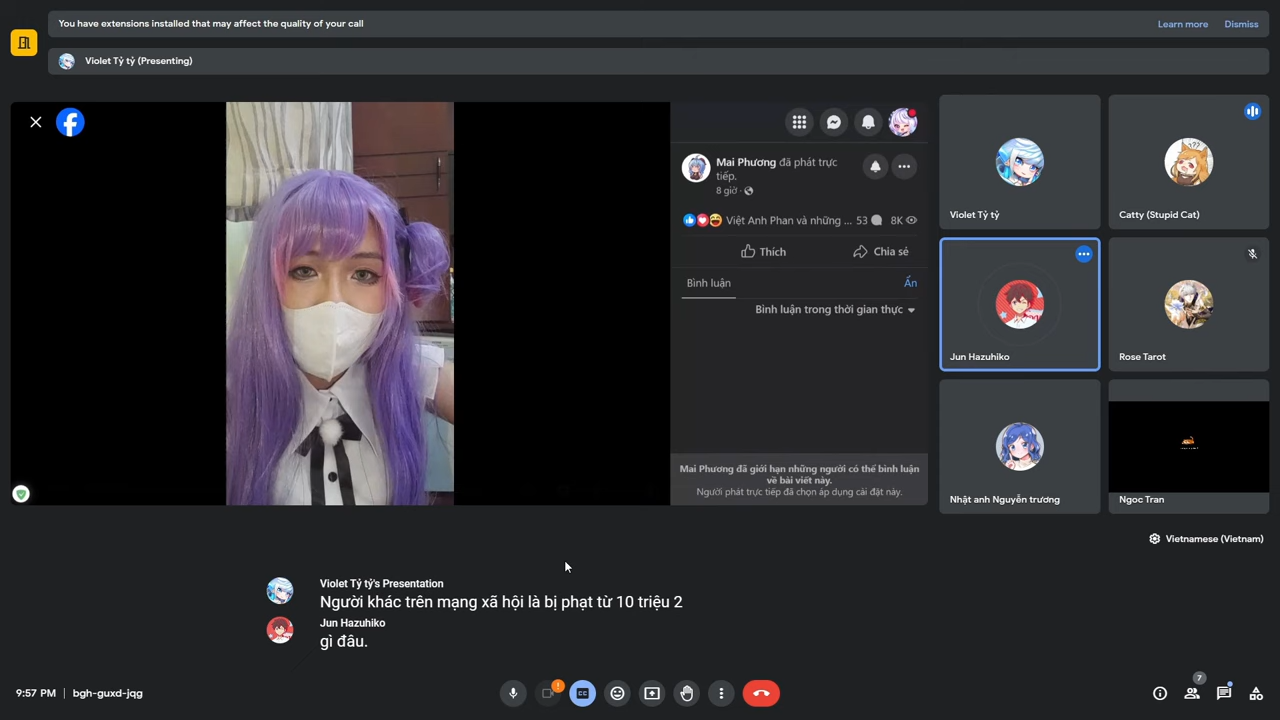 You have extensions installed that may affect the quality of your call
Learn more
Dismiss
Violet Tỷ tỷ (Presenting)
Mai Phương đã phát trực
tiếp.
8 giờ ·
Việt Anh Phan và những ...
53
8K
Thích
Chia sẻ
Bình luận
Ẩn
Bình luận trong thời gian thực
Mai Phương đã giới hạn những người có thể bình luận
về bài viết này.
Người phát trực tiếp đã chọn áp dụng cài đặt này.
Violet Tỷ tỷ
???
Catty (Stupid Cat)
Jun Hazuhiko
Rose Tarot
Nhật anh Nguyễn trương
Ngoc Tran
Vietnamese (Vietnam)
Violet Tỷ tỷ's Presentation
Người khác trên mạng xã hội là bị phạt từ 10 triệu 2
Jun Hazuhiko
gì đâu.
9:57 PM | bgh-guxd-jqg
CC
7